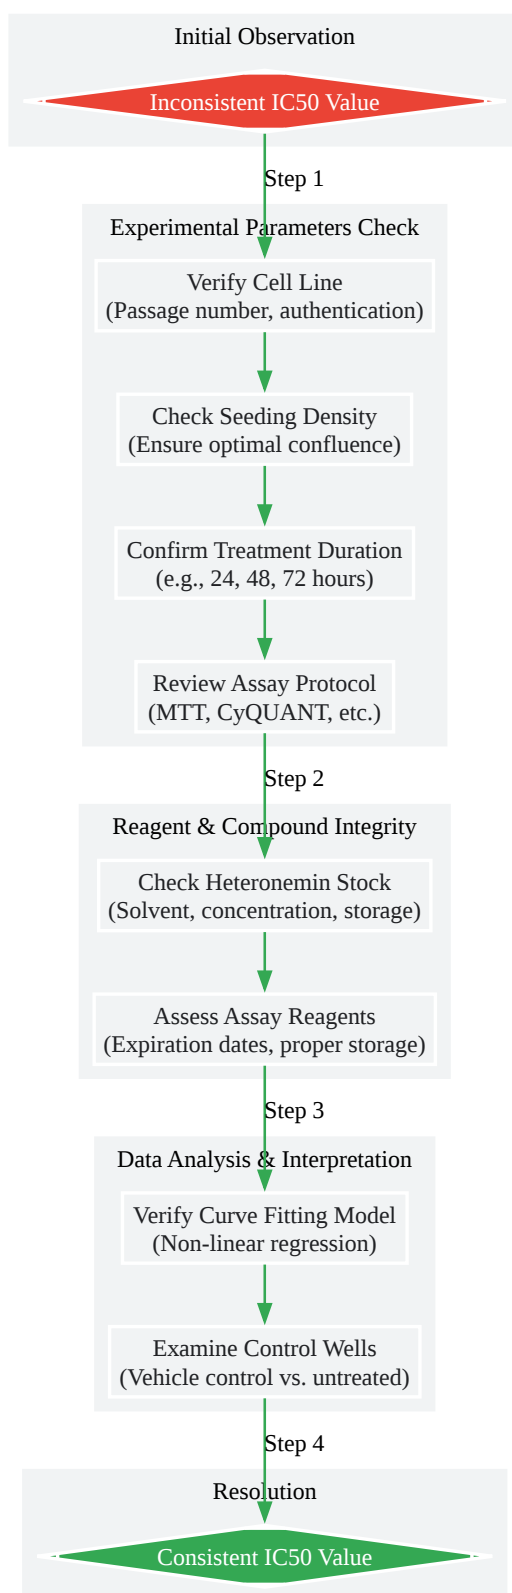 Initial Observation
Inconsistent IC50 Value
Step 1
Experimental Parameters Check
Verify Cell Line
(Passage number, authentication)
Check Seeding Density
(Ensure optimal confluence)
Confirm Treatment Duration
(e.g., 24, 48, 72 hours)
Review Assay Protocol
(MTT, CyQUANT, etc.)
Step 2
Reagent & Compound Integrity
Check Heteronemin Stock
(Solvent, concentration, storage)
Assess Assay Reagents
(Expiration dates, proper storage)
Step 3
Data Analysis & Interpretation
Verify Curve Fitting Model
(Non-linear regression)
Examine Control Wells
(Vehicle control vs. untreated)
Step 4
Resolution
Consistent IC50 Value